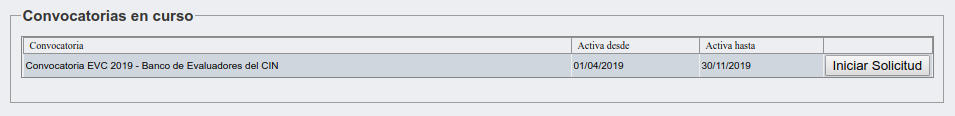 Convocatorias en curso
Convocatoria Activa desde Activa hasta
Convocatoria EVC 2019 - Banco de Evaluadores del CIN 01/04/2019 30/11/2019 Iniciar Solicitud